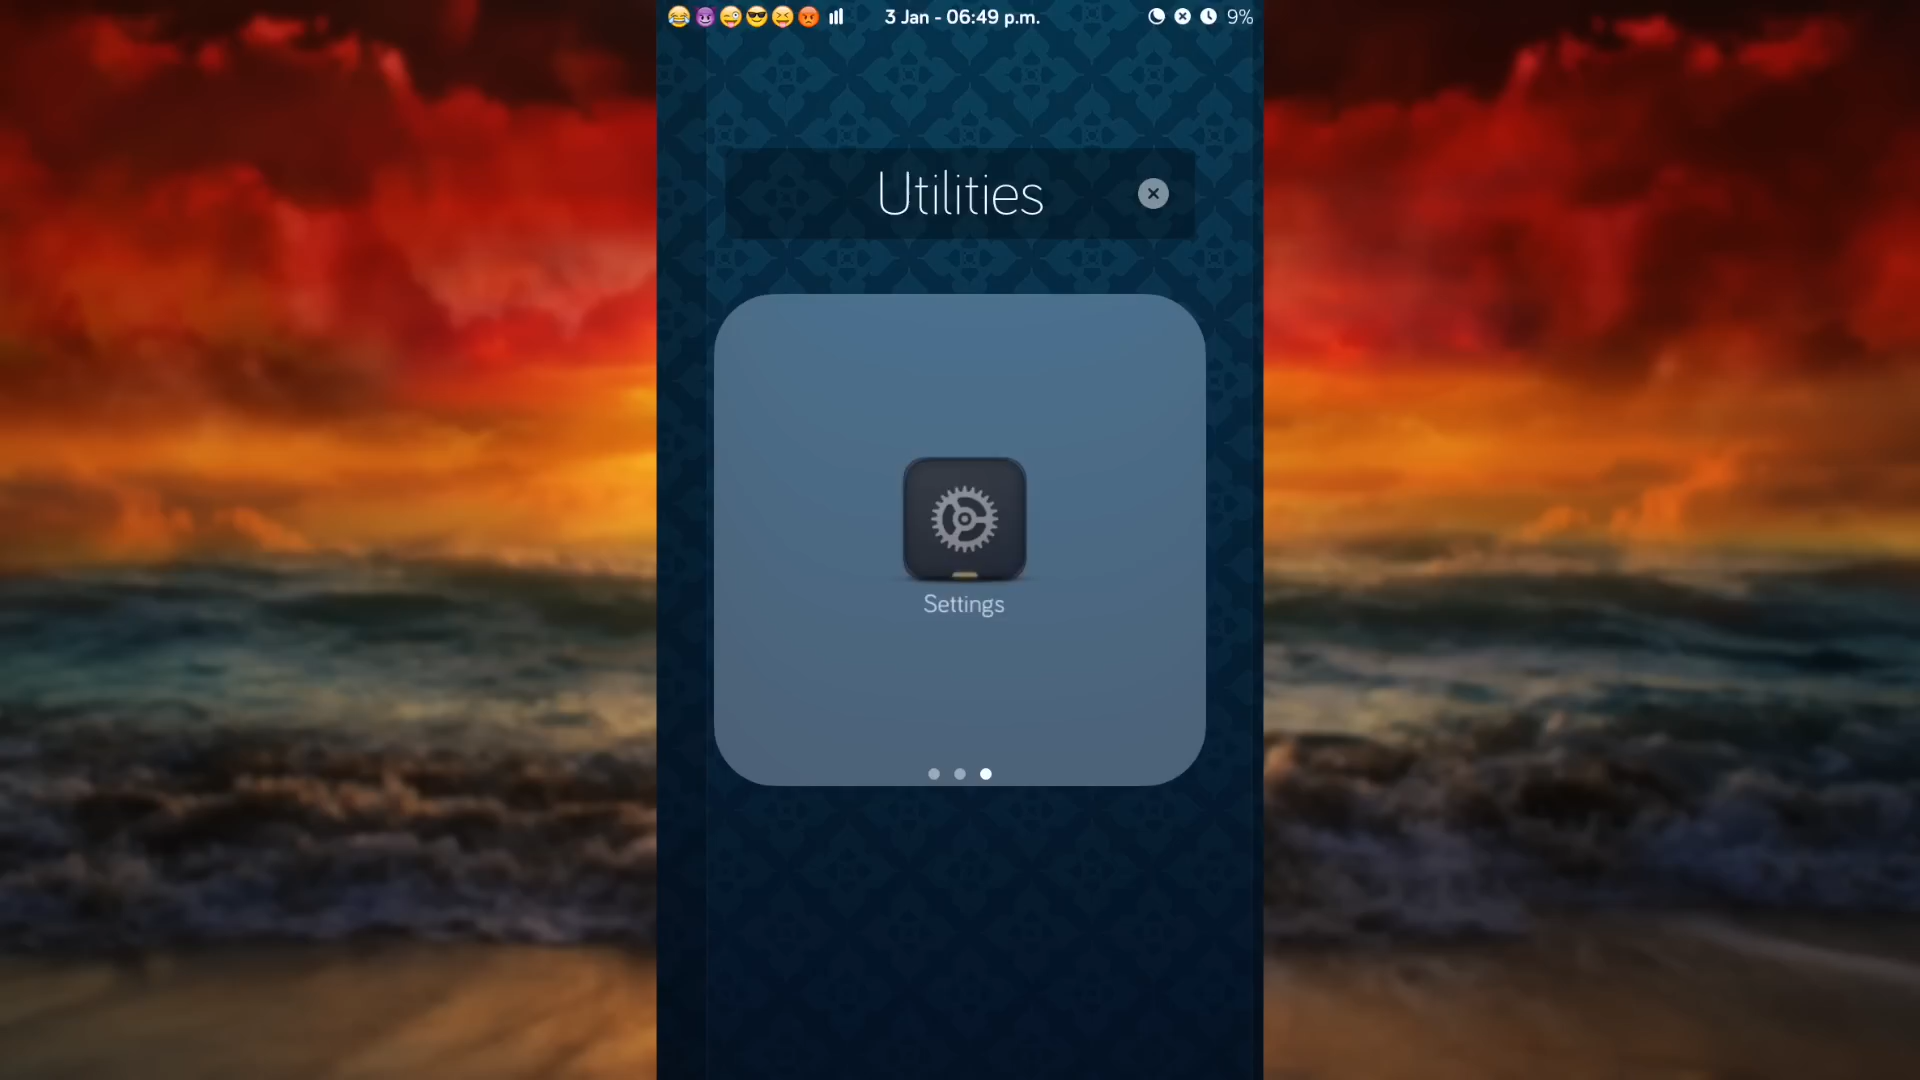 😂😈😜😎😝😡 3 Jan - 06:49 p.m. 9%
Utilities
Settings